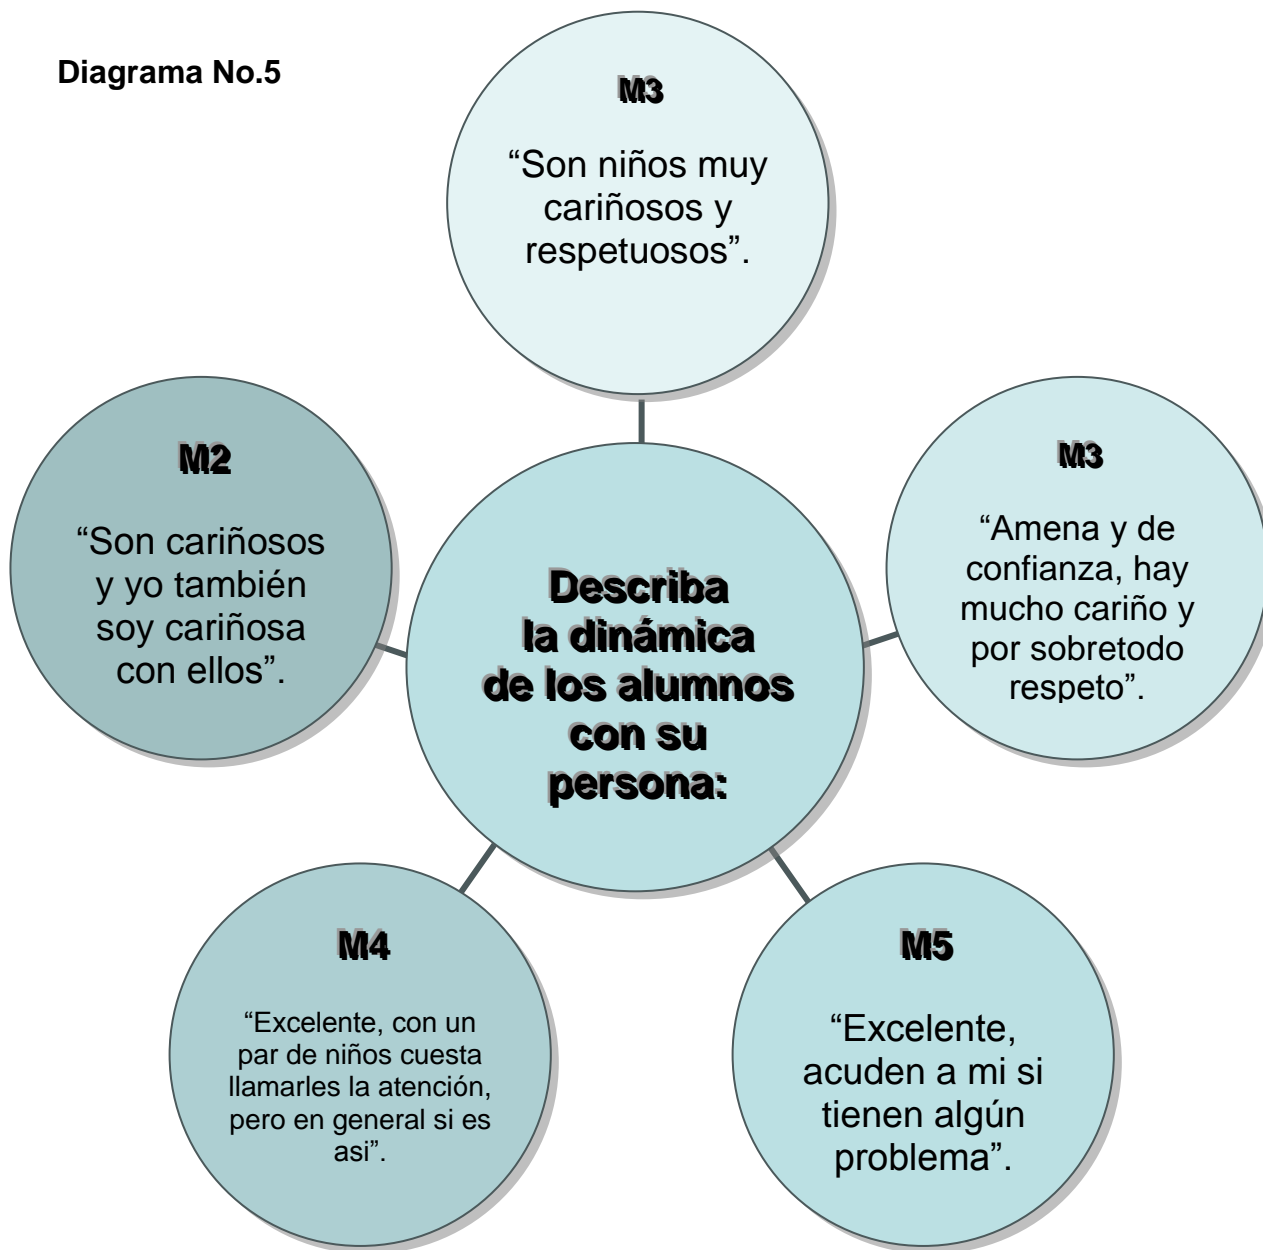 Diagrama No.5
M3
“Son niños muy
cariñosos y
respetuosos”.
M2
“Son cariñosos
y yo también
soy cariñosa
con ellos”.
M3
“Amena y de
confianza, hay
mucho cariño y
por sobretodo
respeto”.
Describa
la dinámica
de los alumnos
con su
persona:
M4
“Excelente, con un
par de niños cuesta
llamarles la atención,
pero en general si es
asi”.
M5
“Excelente,
acuden a mi si
tienen algún
problema”.